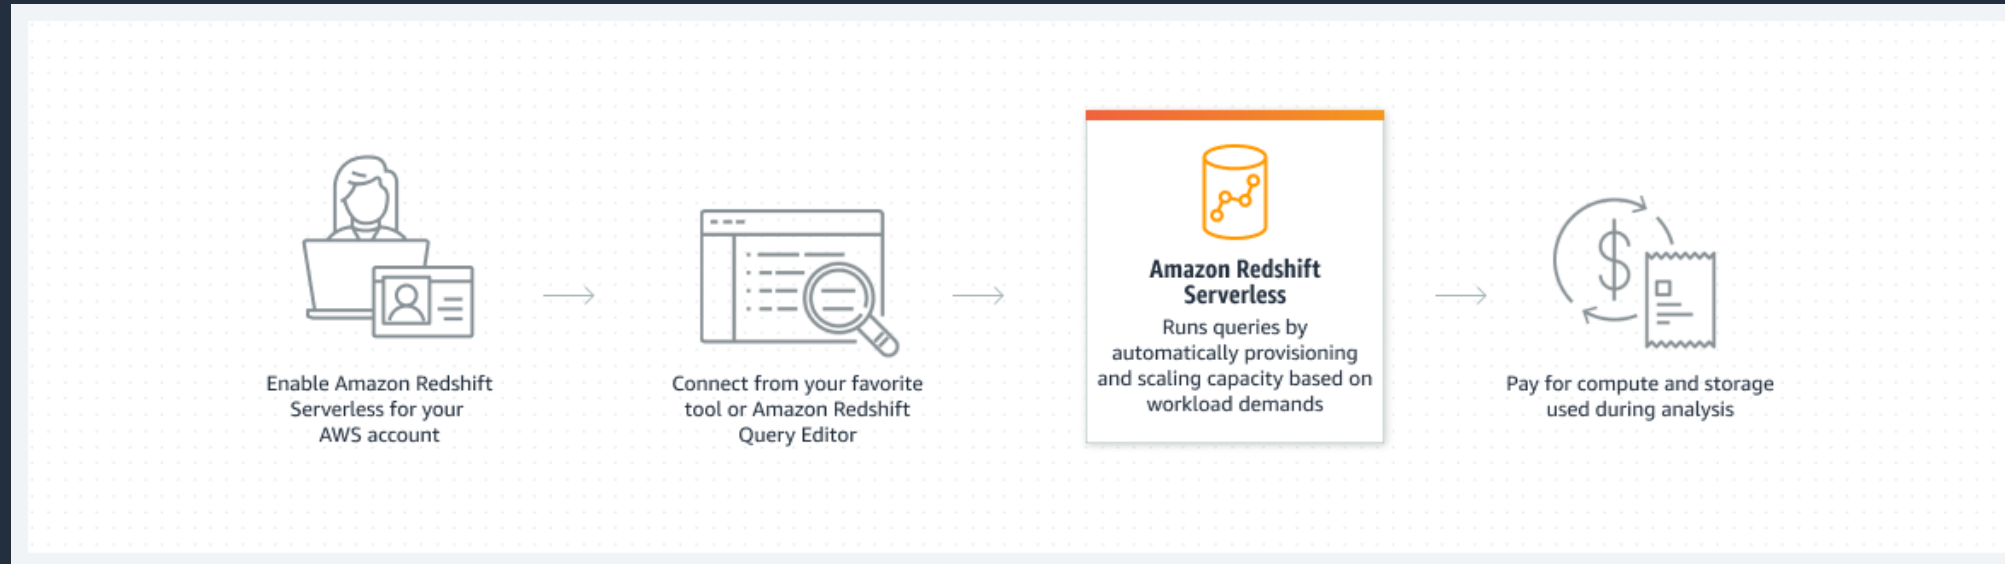 Enable Amazon Redshift
Serverless for your
AWS account
Connect from your favorite
tool or Amazon Redshift
Query Editor
Amazon Redshift
Serverless
Runs queries by
automatically provisioning
and scaling capacity based on
workload demands
Pay for compute and storage
used during analysis